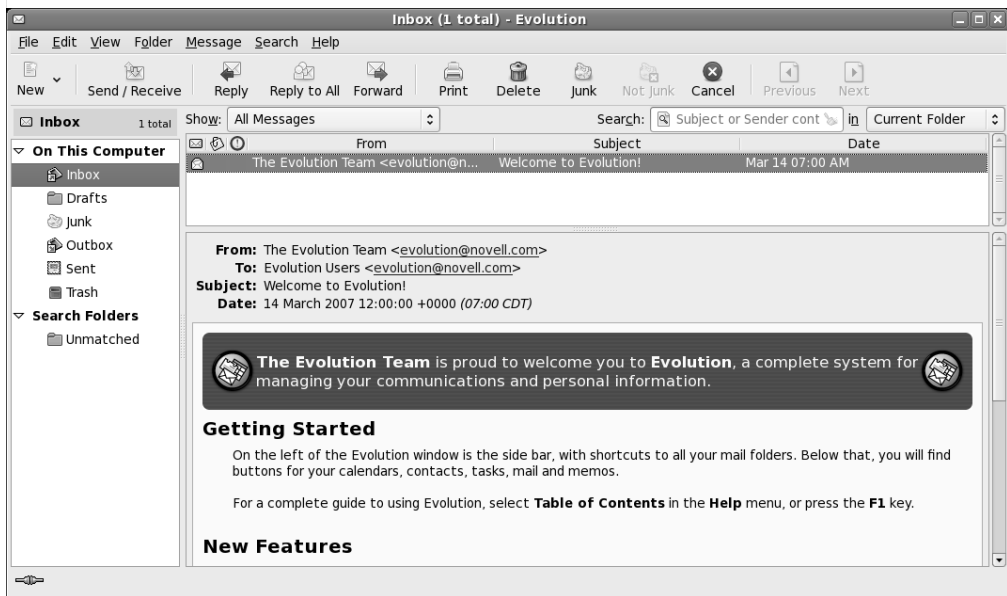 Inbox (1 total) - Evolution
File Edit View Folder Message Search Help
New Send / Receive Reply Reply to All Forward Print Delete Junk Not Junk Cancel Previous Next
Inbox 1 total Show: All Messages Search: Subject or Sender cont in Current Folder
On This Computer
Inbox
Drafts
Junk
Outbox
Sent
Trash
Search Folders
Unmatched
From Subject Date
The Evolution Team <evolution@n... Welcome to Evolution! Mar 14 07:00 AM
From: The Evolution Team <evolution@novell.com>
To: Evolution Users <evolution@novell.com>
Subject: Welcome to Evolution!
Date: 14 March 2007 12:00:00 +0000 (07:00 CDT)
The Evolution Team is proud to welcome you to Evolution, a complete system for
managing your communications and personal information.
Getting Started
On the left of the Evolution window is the side bar, with shortcuts to all your mail folders. Below that, you will find
buttons for your calendars, contacts, tasks, mail and memos.
For a complete guide to using Evolution, select Table of Contents in the Help menu, or press the F1 key.
New Features